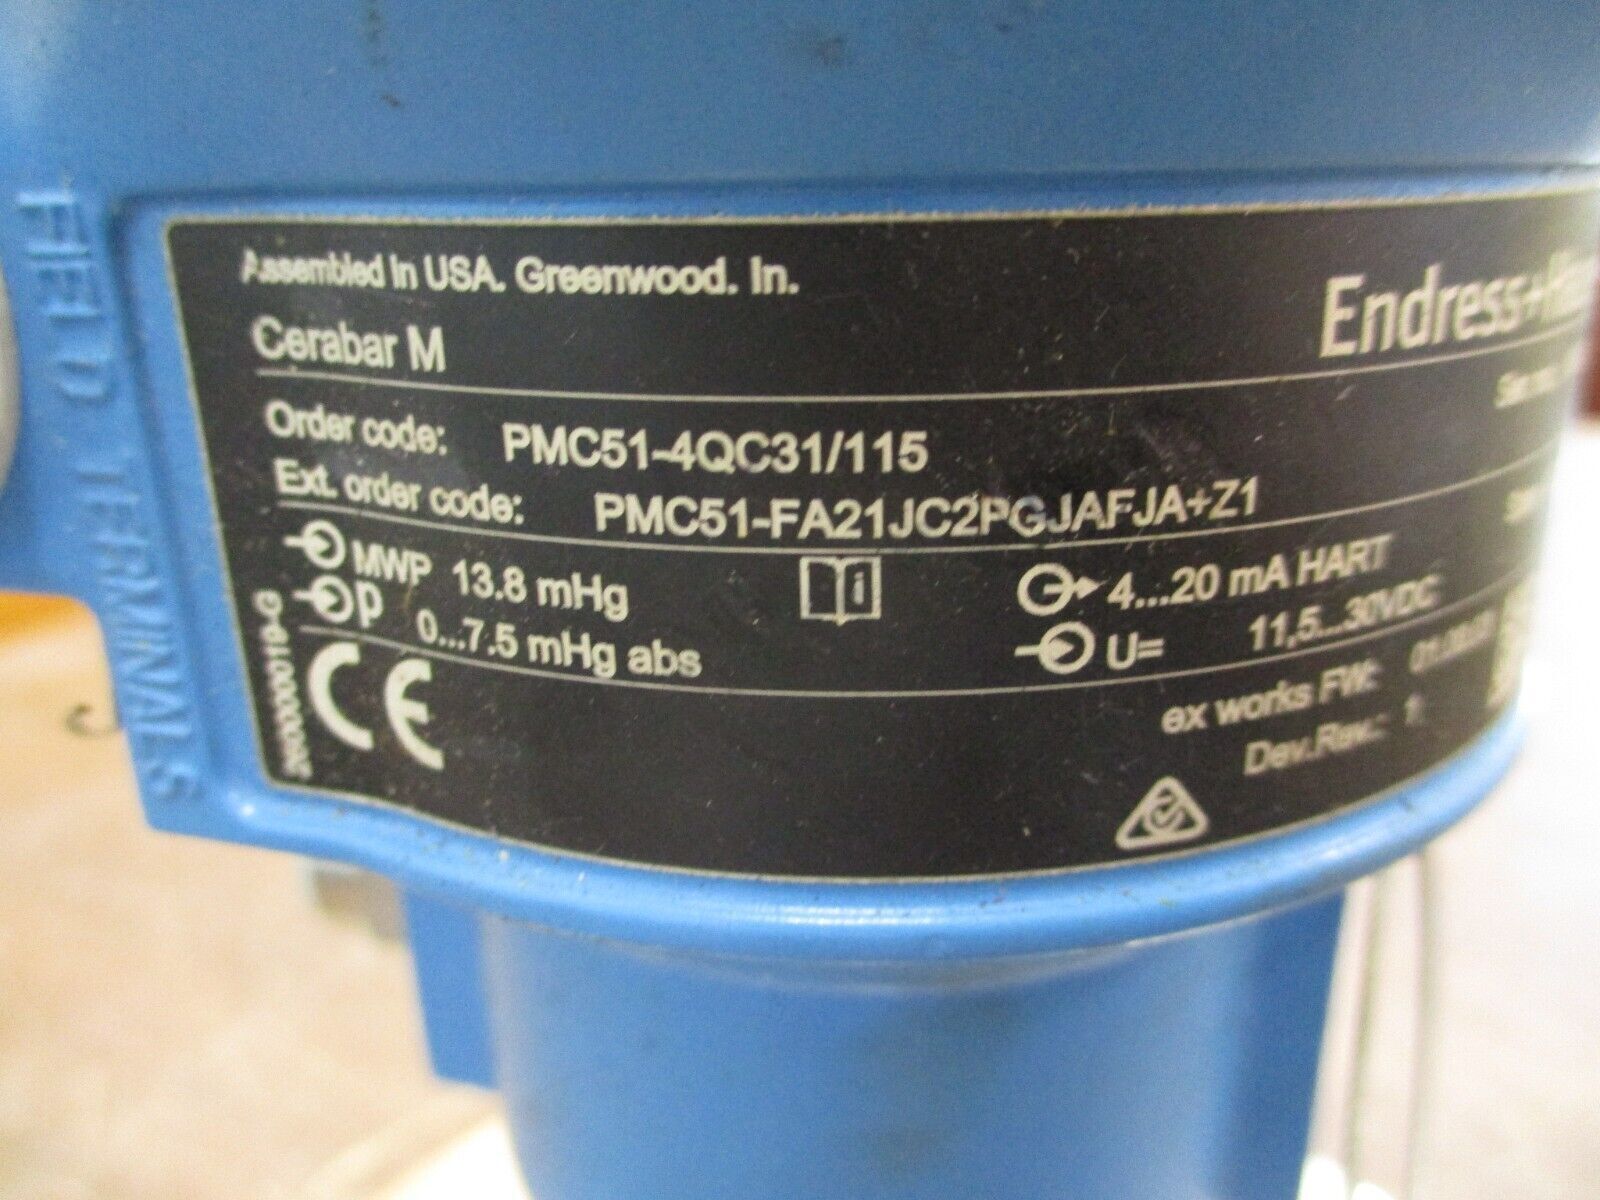 FIELD TERMINALS
Assembled in USA. Greenwood. In.
Cerabar M
Endress+
Order code: PMC51-4QC31/115
Ext. order code: PMC51-FA21JC2PGJAFJA+Z1
MWP 13.8 mHg
p 0...7.5 mHg abs
i
4...20 mA HART
U= 11,5...30VDC
ex works FW:
Dev.Rev.: 1
CE